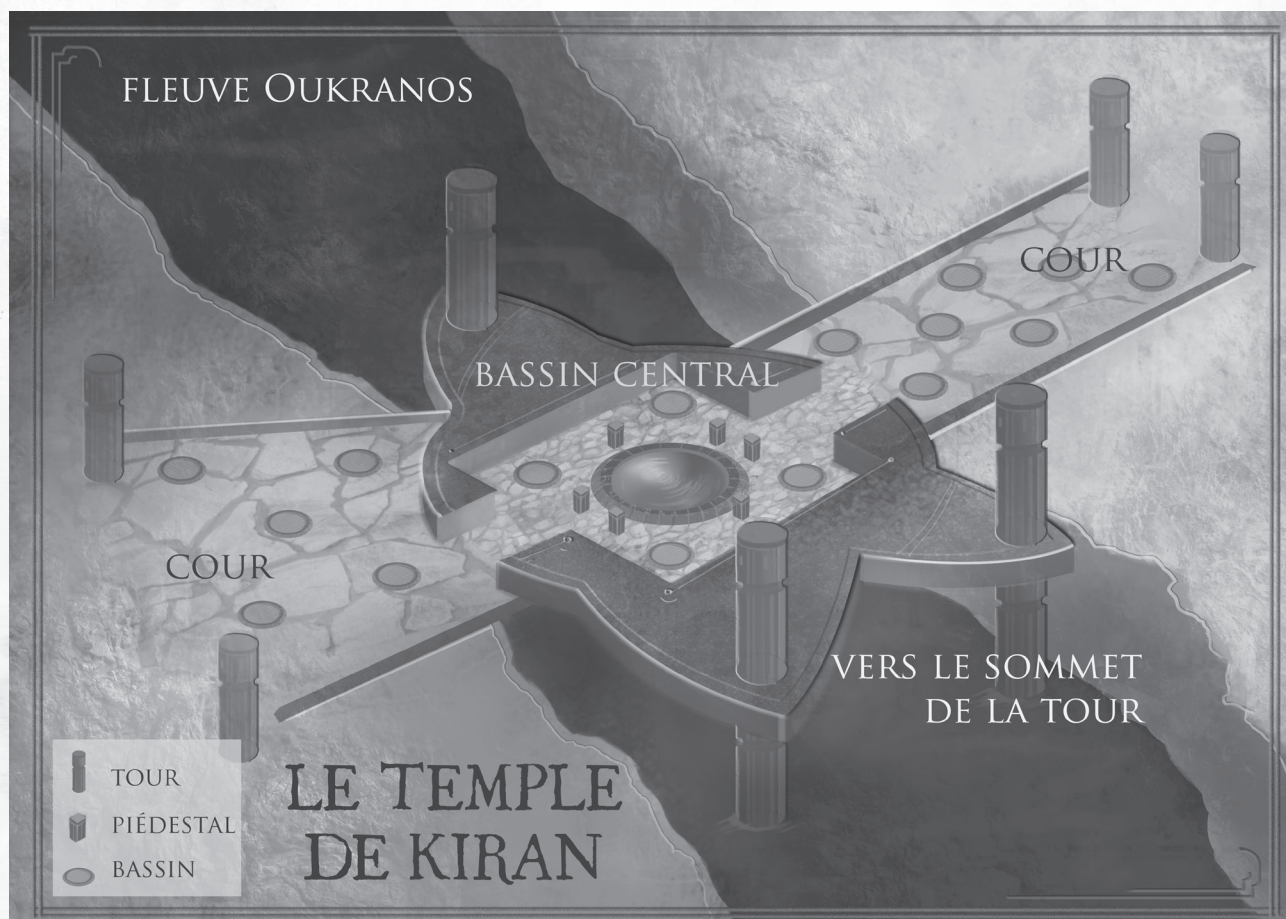 FLEUVE OUKRANOS
COUR
BASSIN CENTRAL
COUR
VERS LE SOMMET
DE LA TOUR
LE TEMPLE
DE KIRAN
TOUR
PIÉDESTAL
BASSIN